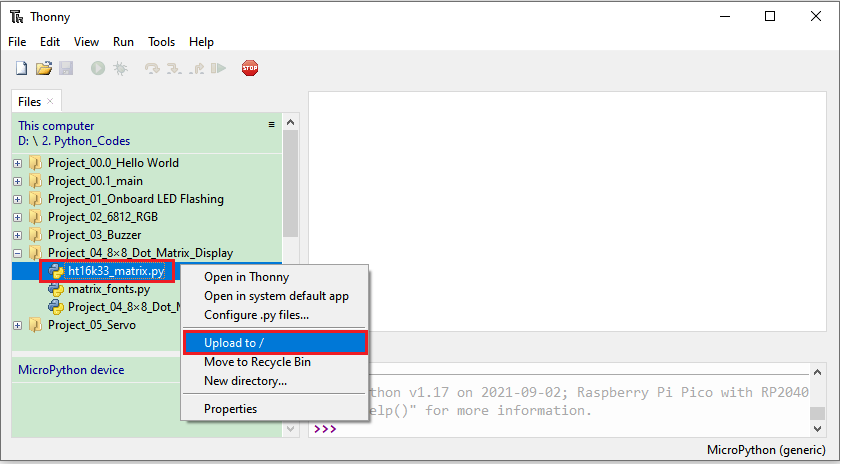 Thonny
File Edit View Run Tools Help
STOP
Files
This computer
D: \ 2. Python_Codes
Project_00.0_Hello World
Project_00.1_main
Project_01_Onboard LED Flashing
Project_02_6812_RGB
Project_03_Buzzer
Project_04_8×8_Dot_Matrix_Display
ht16k33_matrix.py
matrix_fonts.py
Project_04_8×8_Dot_M
Project_05_Servo
Open in Thonny
Open in system default app
Configure .py files...
Upload to /
Move to Recycle Bin
New directory...
Properties
MicroPython device
thon v1.17 on 2021-09-02; Raspberry Pi Pico with RP2040
elp()" for more information.
>>>
MicroPython (generic)